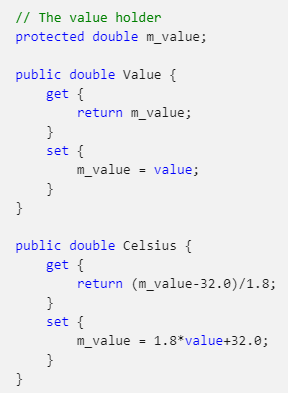 // The value holder
protected double m_value;
public double Value {
get {
return m_value;
}
set {
m_value = value;
}
}
public double Celsius {
get {
return (m_value-32.0)/1.8;
}
set {
m_value = 1.8*value+32.0;
}
}